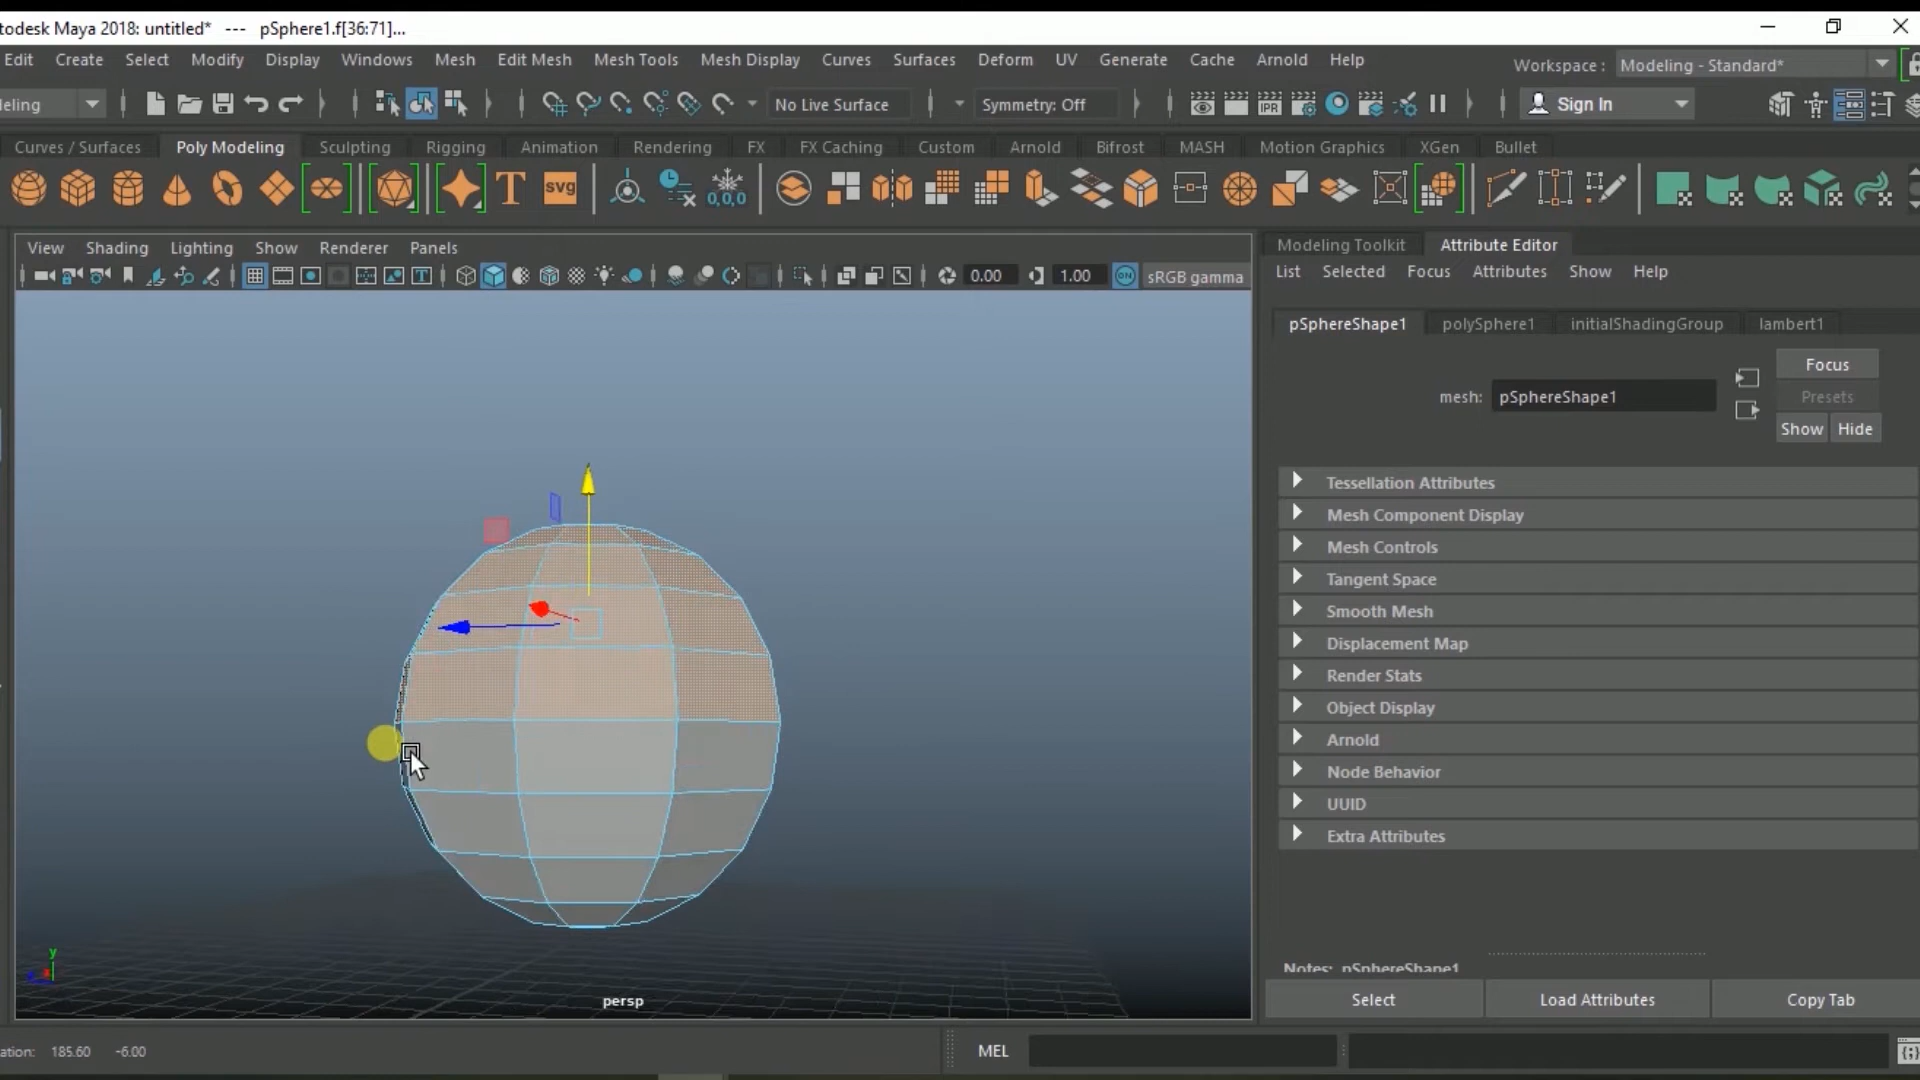 todesk Maya 2018: untitled* --- pSphere1.f[36:71]...
Edit Create Select Modify Display Windows Mesh Edit Mesh Mesh Tools Mesh Display Curves Surfaces Deform UV Generate Cache Arnold Help Workspace : Modeling - Standard*
eling No Live Surface Symmetry: Off IPR Sign In
Curves / Surfaces Poly Modeling Sculpting Rigging Animation Rendering FX FX Caching Custom Arnold Bifrost MASH Motion Graphics XGen Bullet
T svg 0,0,0
View Shading Lighting Show Renderer Panels
0.00 1.00 ON sRGB gamma
Modeling Toolkit Attribute Editor
List Selected Focus Attributes Show Help
pSphereShape1 polySphere1 initialShadingGroup lambert1
Focus
mesh: pSphereShape1 Presets
Show Hide
Tessellation Attributes
Mesh Component Display
Mesh Controls
Tangent Space
Smooth Mesh
Displacement Map
Render Stats
Object Display
Arnold
Node Behavior
UUID
Extra Attributes
Notes: pSphereShape1
Select Load Attributes Copy Tab
y
persp
ation: 185.60 -6.00
MEL